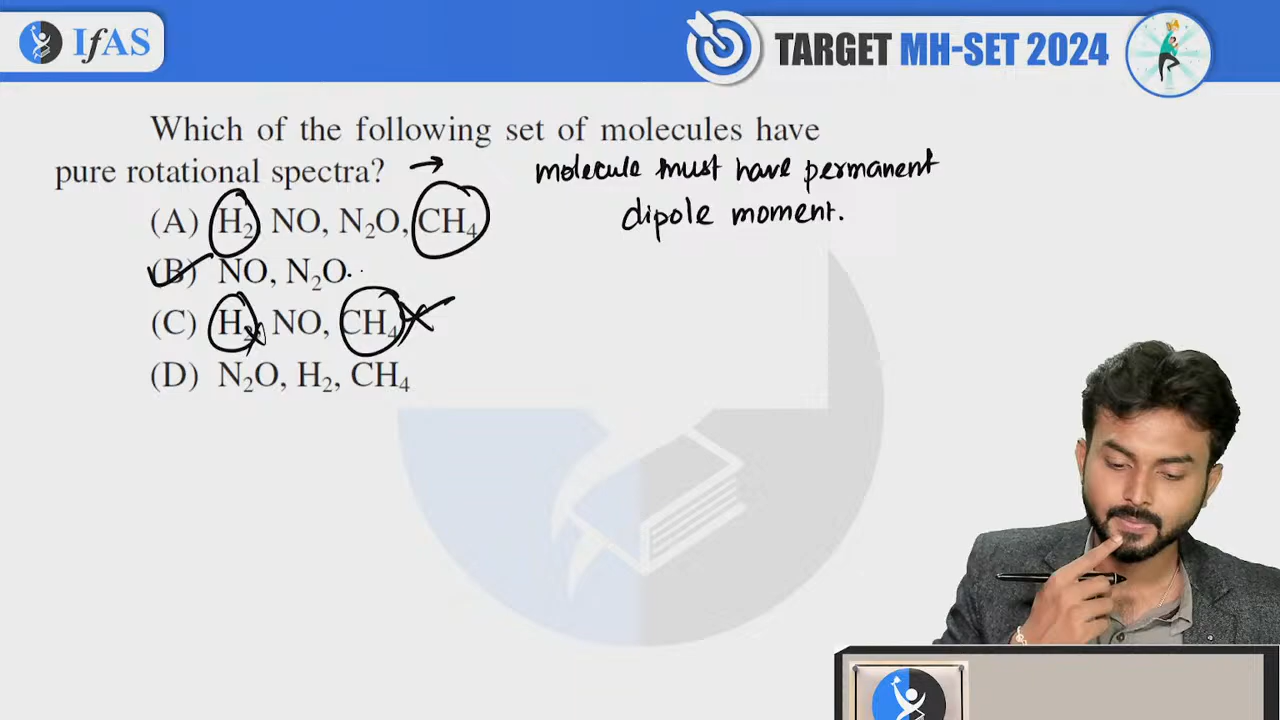 IfAS
TARGET MH-SET 2024
Which of the following set of molecules have
pure rotational spectra? →
molecule must have permanent
dipole moment.
(A) H₂ NO, N₂O, CH₄
(B) NO, N₂O
(C) H₂ NO, CH₄
(D) N₂O, H₂, CH₄